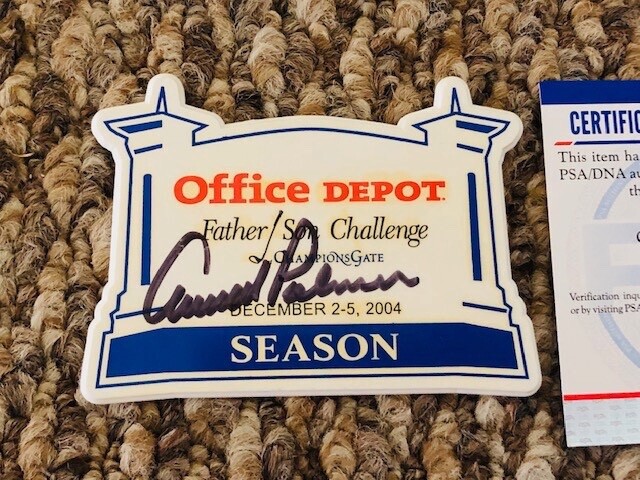 Office DEPOT.
Father/Son Challenge
CHAMPIONSGATE
Arnold Palmer
DECEMBER 2-5, 2004
SEASON
CERTIFIC
This item ha
PSA/DNA au
th
Verification inqu
or by visiting PSA